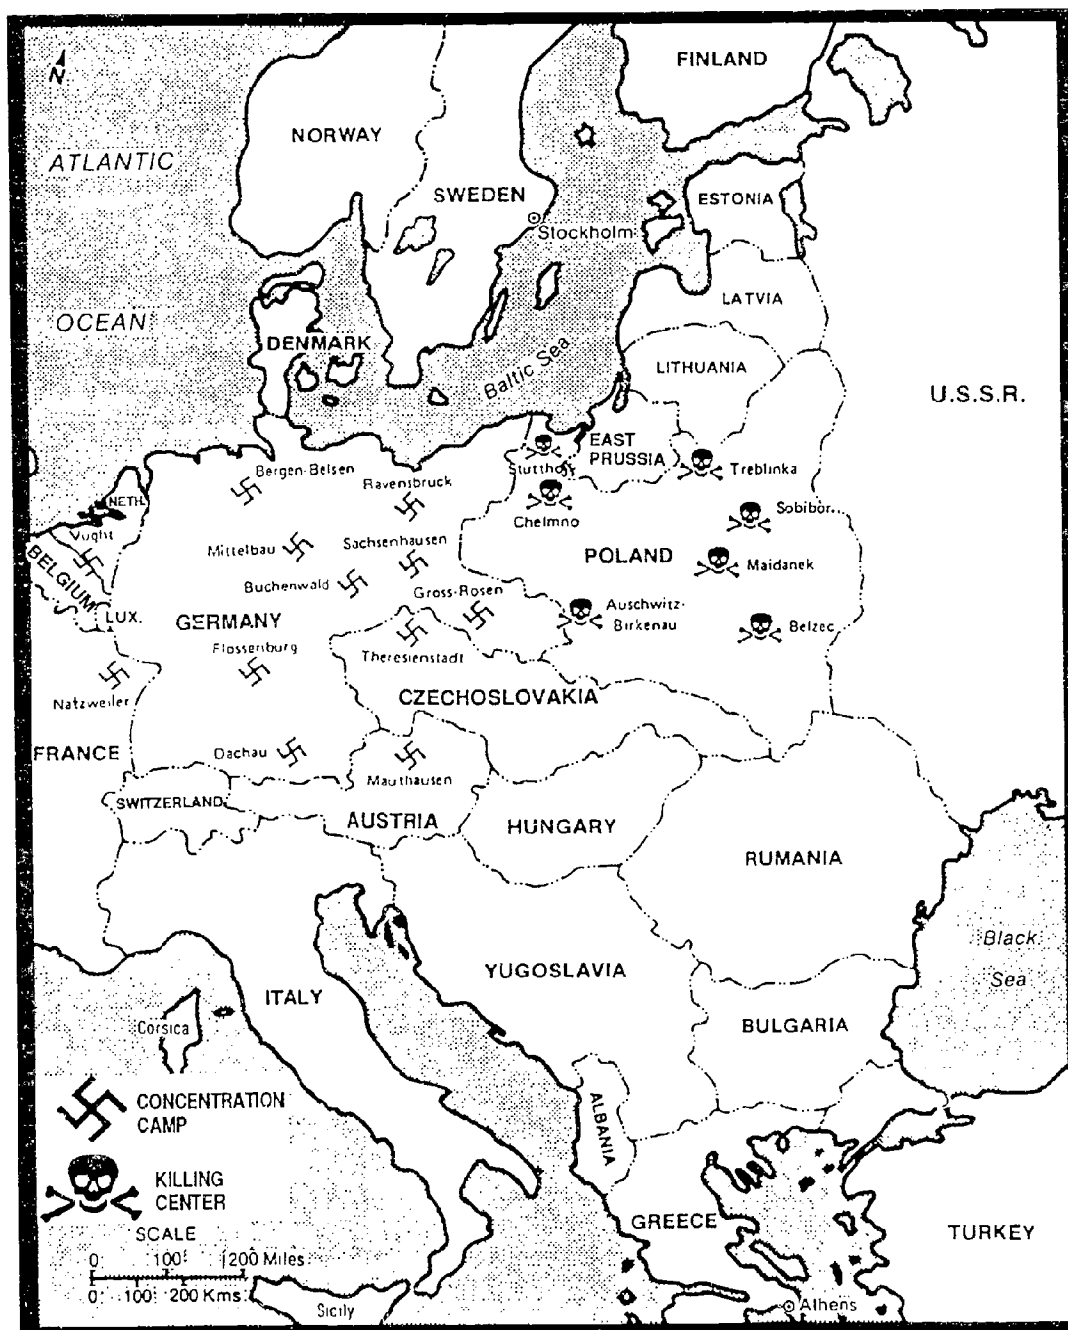 N
FINLAND
NORWAY
ATLANTIC
SWEDEN
ESTONIA
Stockholm
LATVIA
OCEAN
DENMARK
Baltic Sea
LITHUANIA
U.S.S.R.
EAST
PRUSSIA
Stutthof
Treblinka
Bergen-Belsen
Ravensbruck
NETH.
Chelmno
Sobibor
Vught
Mittelbau
Sachsenhausen
POLAND
Maidanek
BELGIUM
Buchenwald
Gross-Rosen
LUX.
GERMANY
Auschwitz-
Birkenau
Belzec
Flossenburg
Theresienstadt
Natzweiler
CZECHOSLOVAKIA
FRANCE
Dachau
Mauthausen
SWITZERLAND
AUSTRIA
HUNGARY
RUMANIA
Black
Sea
YUGOSLAVIA
ITALY
Corsica
BULGARIA
CONCENTRATION
CAMP
ALBANIA
KILLING
CENTER
GREECE
TURKEY
SCALE
0 100 200 Miles
0 100 200 Kms
Sicily
Athens